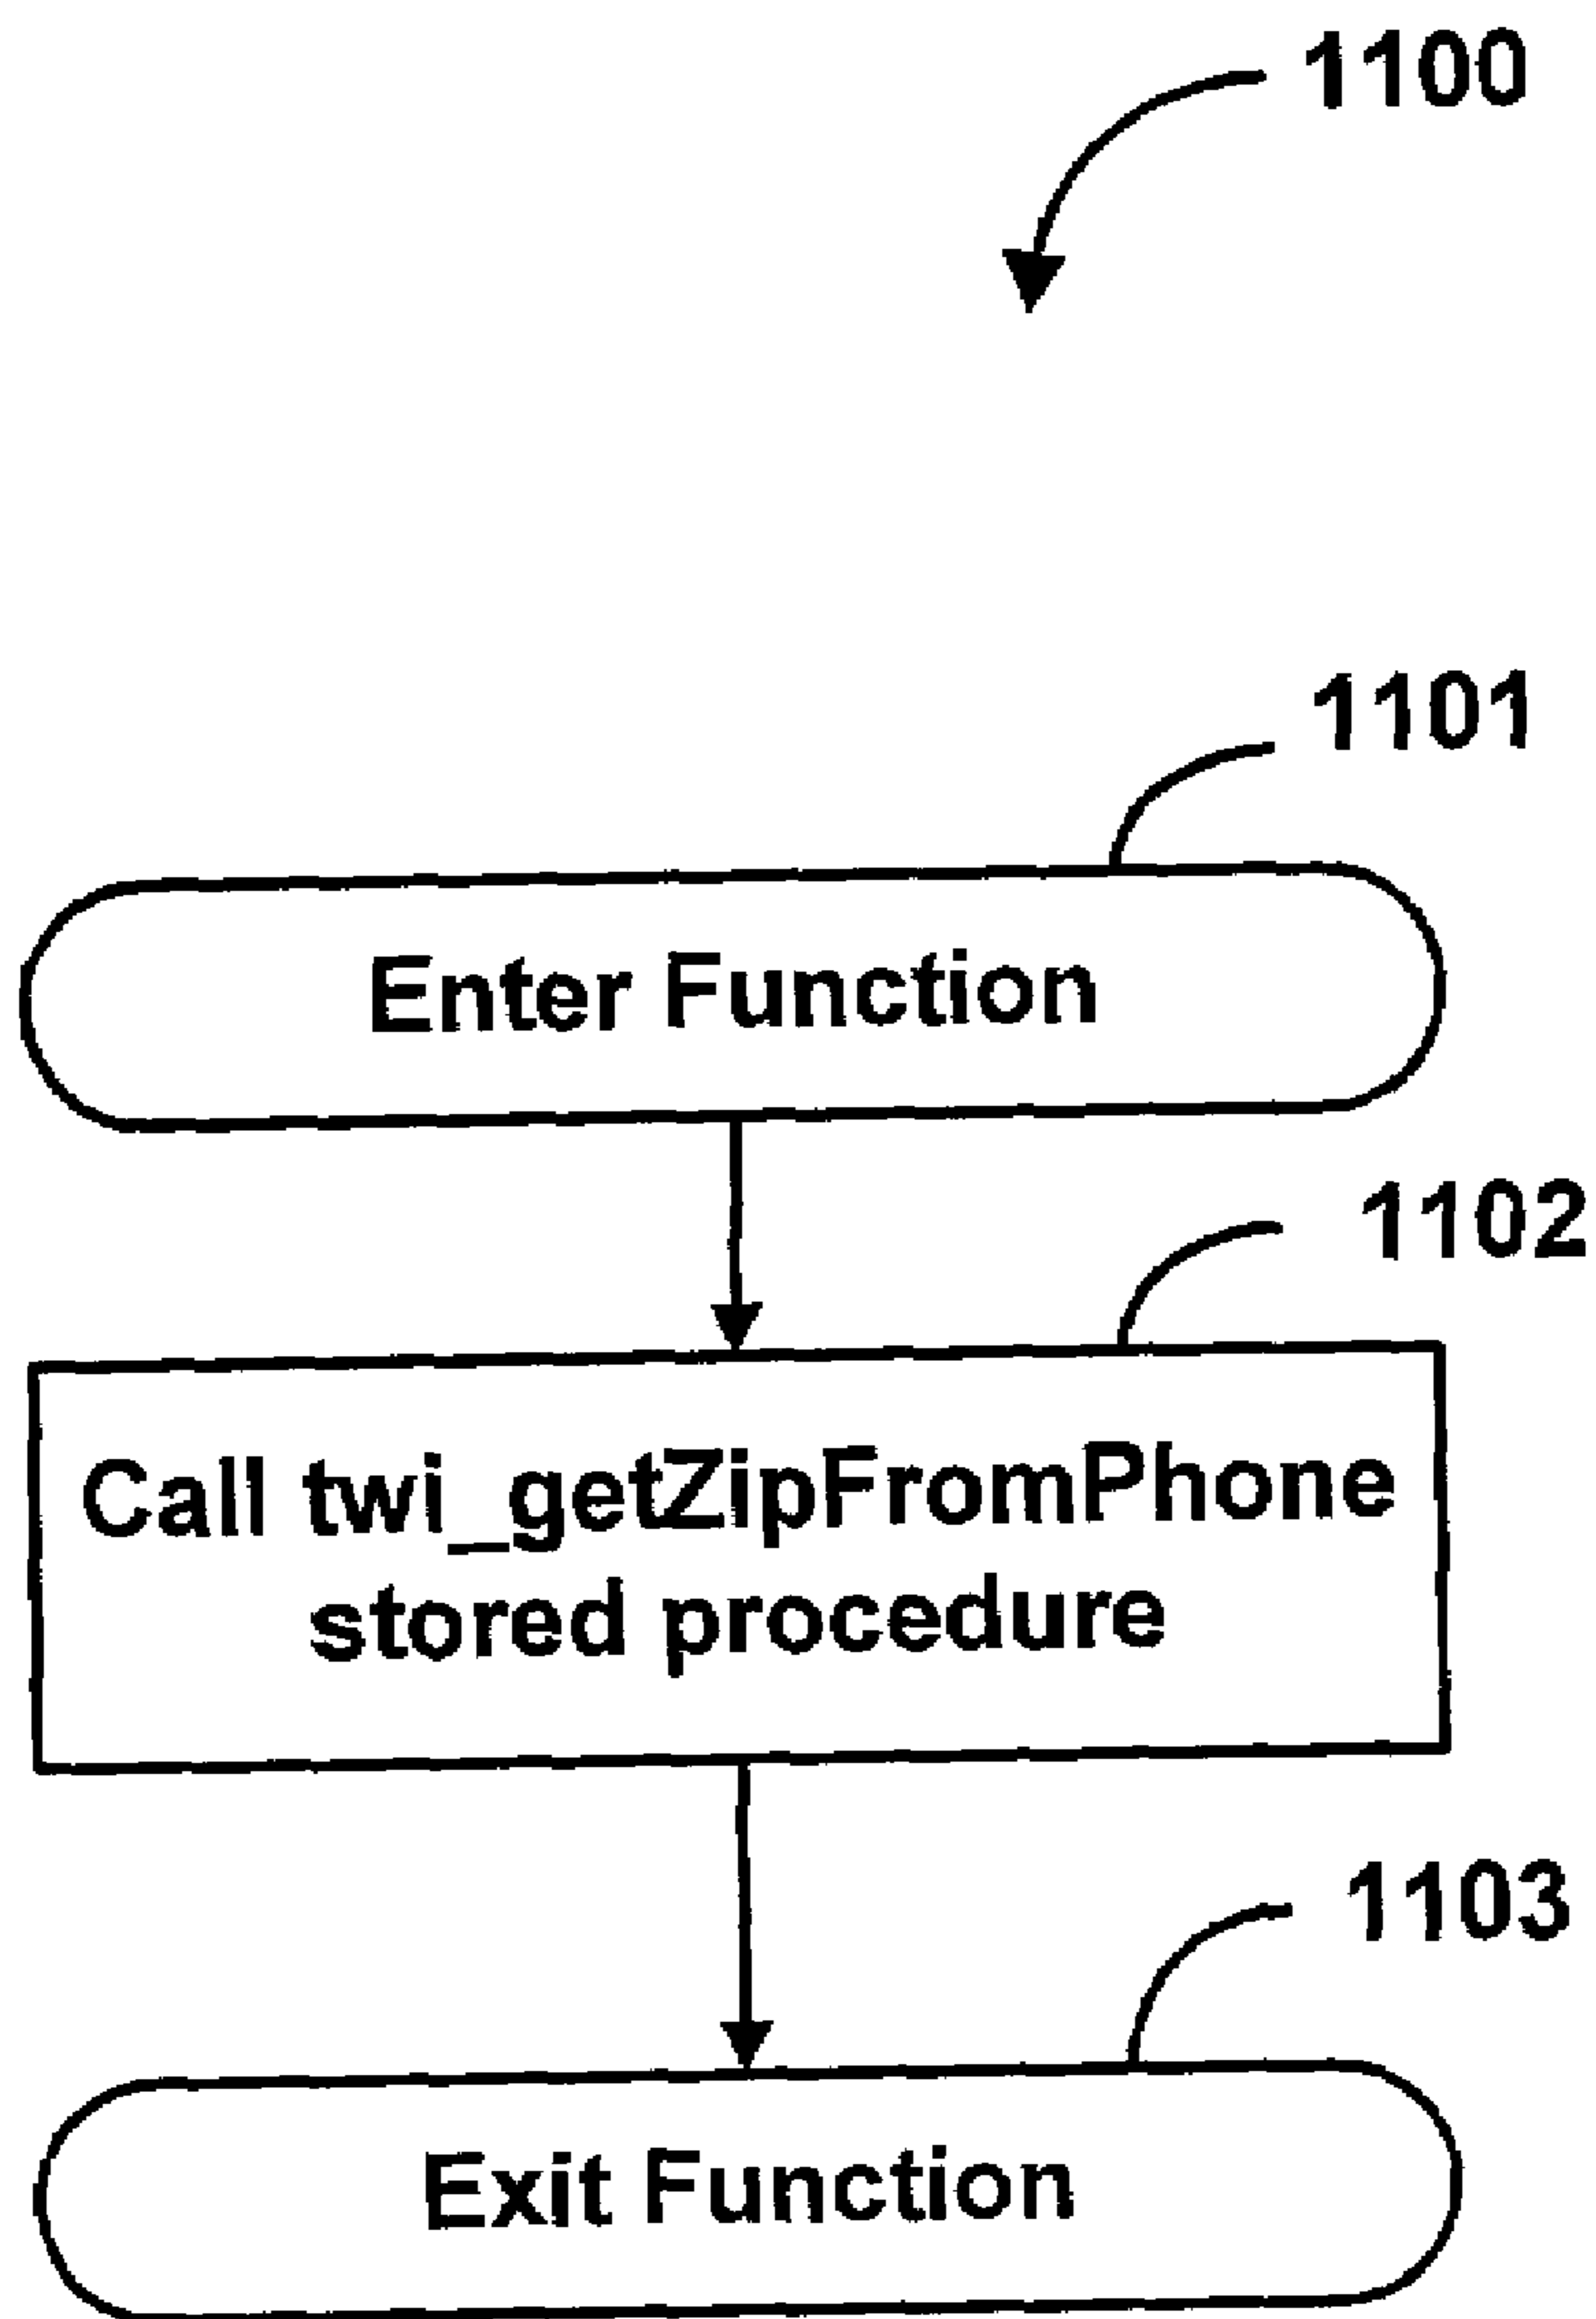 1100
1101
Enter Function
1102
Call twi_getZipFromPhone
stored procedure
1103
Exit Function